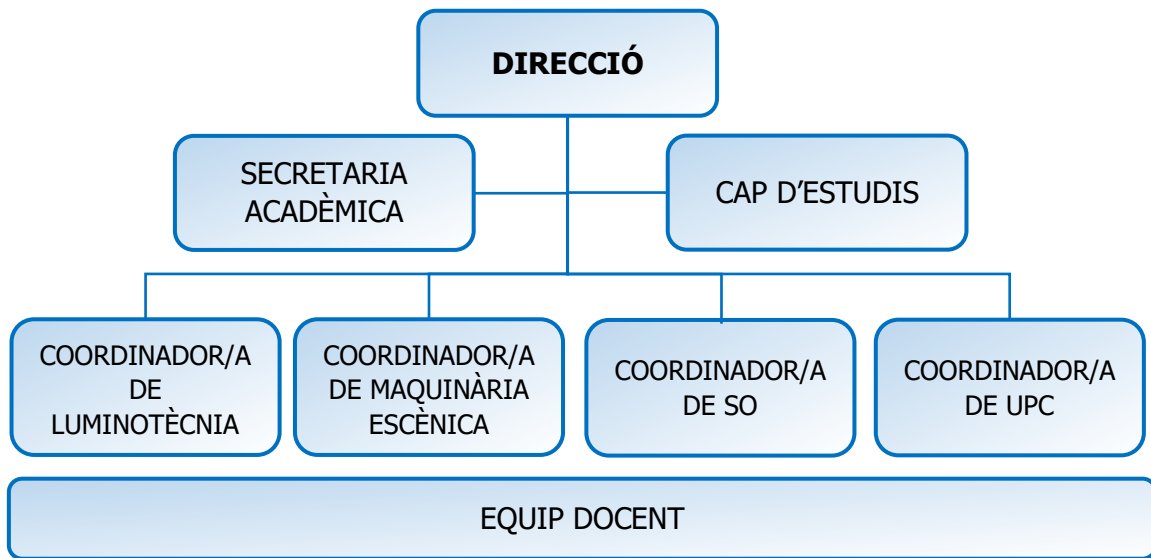 DIRECCIÓ
SECRETARIA
ACADÈMICA
CAP D’ESTUDIS
COORDINADOR/A
DE
LUMINOTÈCNIA
COORDINADOR/A
DE MAQUINÀRIA
ESCÈNICA
COORDINADOR/A
DE SO
COORDINADOR/A
DE UPC
EQUIP DOCENT